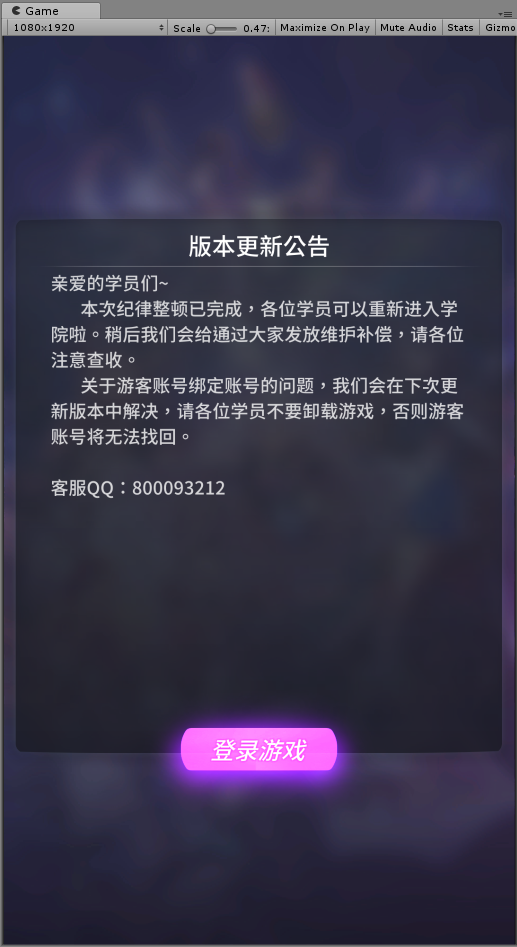 Game
1080x1920 Scale 0.47: Maximize On Play Mute Audio Stats Gizmo
版本更新公告
亲爱的学员们~
本次纪律整顿已完成，各位学员可以重新进入学
院啦。稍后我们会给通过大家发放维护补偿，请各位
注意查收。
关于游客账号绑定账号的问题，我们会在下次更
新版本中解决，请各位学员不要卸载游戏，否则游客
账号将无法找回。
客服QQ：800093212
登录游戏